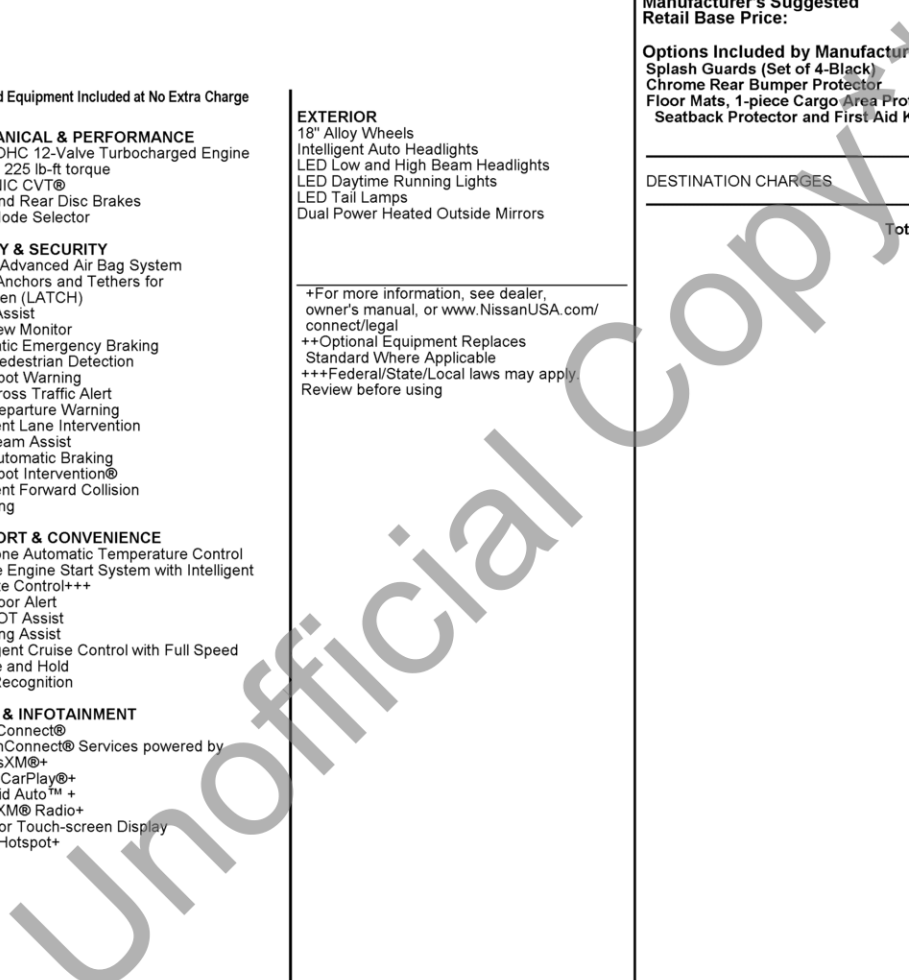 d Equipment Included at No Extra Charge
ANICAL & PERFORMANCE
OHC 12-Valve Turbocharged Engine
225 lb-ft torque
IC CVT®
nd Rear Disc Brakes
ode Selector
Y & SECURITY
Advanced Air Bag System
Anchors and Tethers for
en (LATCH)
Assist
ew Monitor
tic Emergency Braking
edestrian Detection
oot Warning
ross Traffic Alert
eparture Warning
ent Lane Intervention
eam Assist
utomatic Braking
oot Intervention®
ent Forward Collision
ng
ORT & CONVENIENCE
one Automatic Temperature Control
e Engine Start System with Intelligent
te Control+++
oor Alert
OT Assist
ng Assist
ent Cruise Control with Full Speed
e and Hold
Recognition
& INFOTAINMENT
Connect®
nConnect® Services powered by
sXM®+
CarPlay®+
id Auto™ +
XM® Radio+
or Touch-screen Display
Hotspot+
EXTERIOR
18" Alloy Wheels
Intelligent Auto Headlights
LED Low and High Beam Headlights
LED Daytime Running Lights
LED Tail Lamps
Dual Power Heated Outside Mirrors
+For more information, see dealer,
owner's manual, or www.NissanUSA.com/
connect/legal
++Optional Equipment Replaces
Standard Where Applicable
+++Federal/State/Local laws may apply.
Review before using
Manufacturer's Suggested
Retail Base Price:
Options Included by Manufactur
Splash Guards (Set of 4-Black)
Chrome Rear Bumper Protector
Floor Mats, 1-piece Cargo Area Pro
Seatback Protector and First Aid K
DESTINATION CHARGES
Tot
Unofficial Copy**